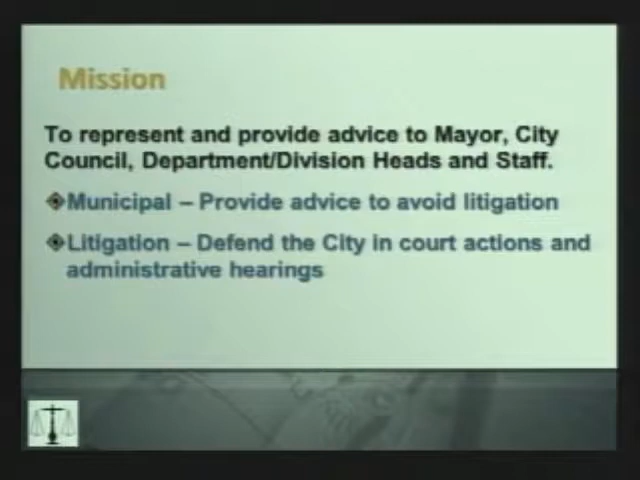 Mission
To represent and provide advice to Mayor, City
Council, Department/Division Heads and Staff.
Municipal – Provide advice to avoid litigation
Litigation – Defend the City in court actions and
administrative hearings